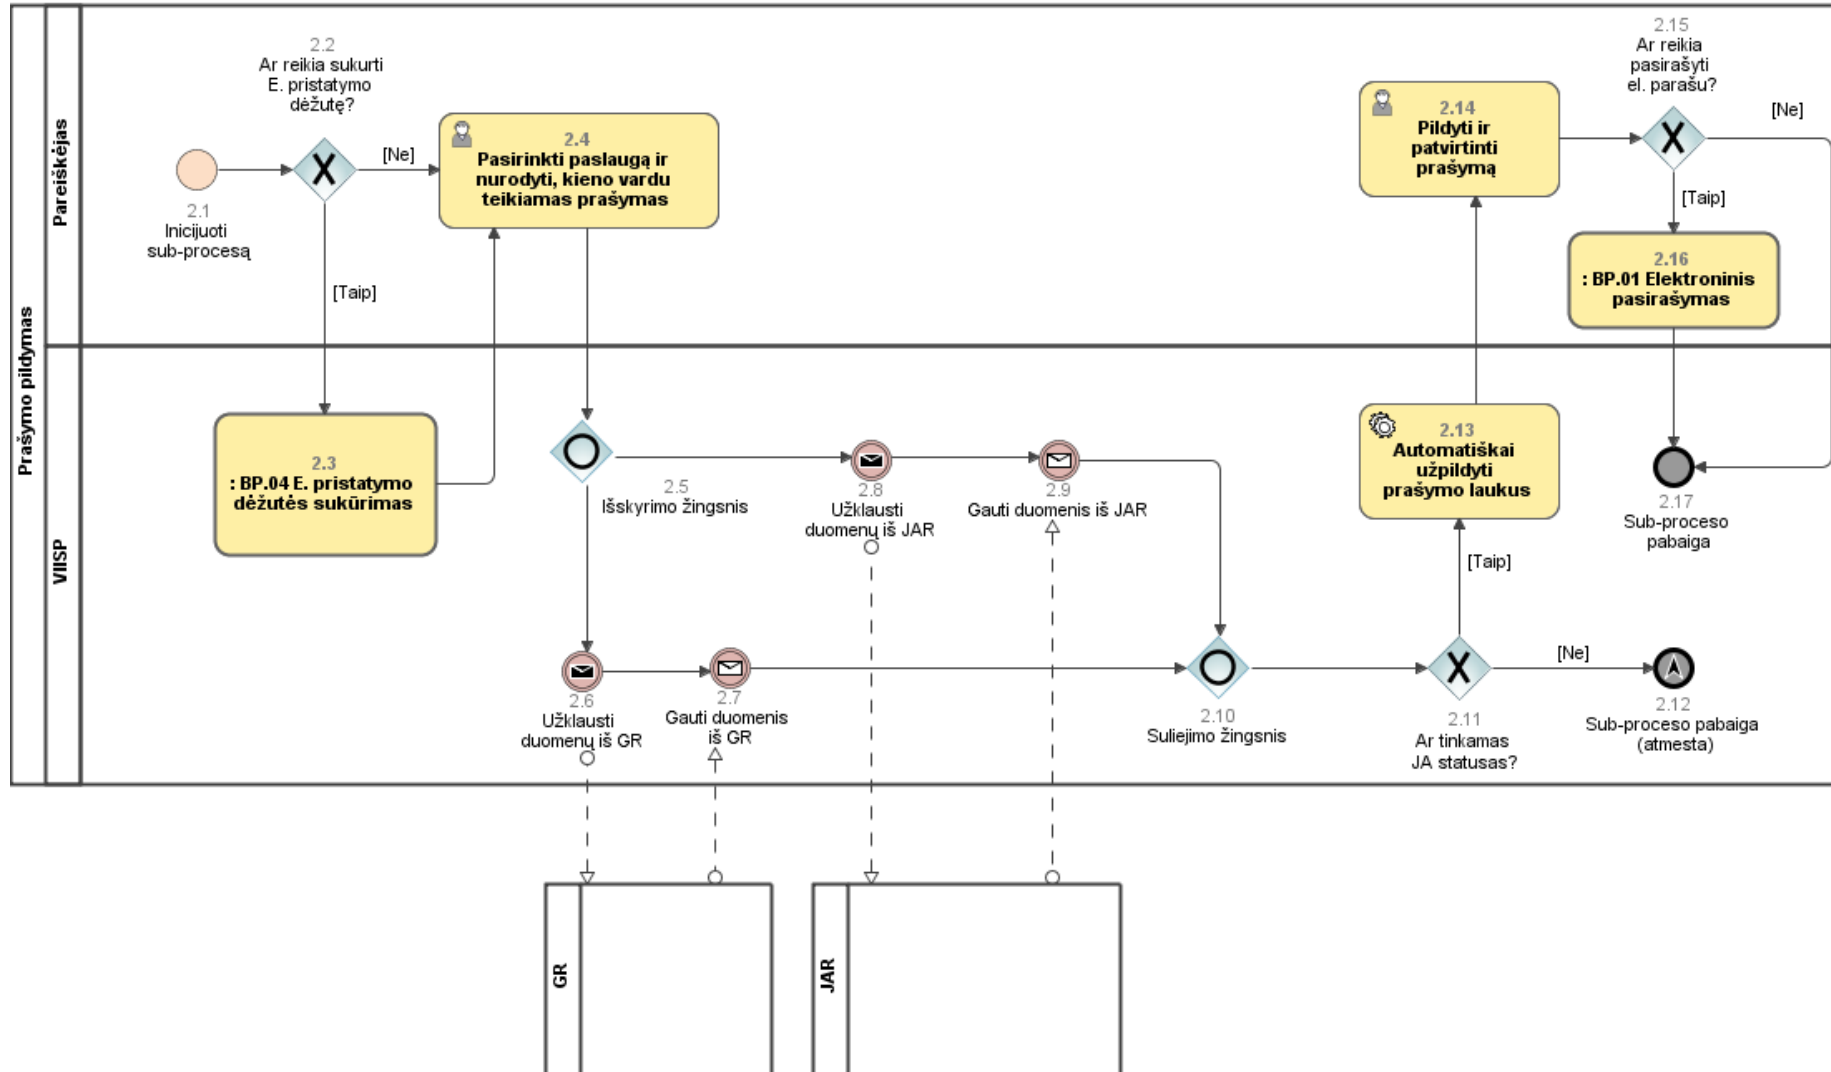 Prašymo pildymas
Pareiškėjas
2.1
Inicijuoti
sub-procesą
2.2
Ar reikia sukurti
E. pristatymo
dėžutę?
[Ne]
[Taip]
2.4
Pasirinkti paslaugą ir
nurodyti, kieno vardu
teikiamas prašymas
2.14
Pildyti ir
patvirtinti
prašymą
2.15
Ar reikia
pasirašyti
el. parašu?
[Ne]
[Taip]
2.16
: BP.01 Elektroninis
pasirašymas
VIISP
2.3
: BP.04 E. pristatymo
dėžutės sukūrimas
2.5
Išskyrimo žingsnis
2.8
Užklausti
duomenų iš JAR
2.9
Gauti duomenis iš JAR
2.6
Užklausti
duomenų iš GR
2.7
Gauti duomenis
iš GR
2.10
Suliejimo žingsnis
2.11
Ar tinkamas
JA statusas?
[Taip]
[Ne]
2.13
Automatiškai
užpildyti
prašymo laukus
2.17
Sub-proceso
pabaiga
2.12
Sub-proceso pabaiga
(atmesta)
GR
JAR